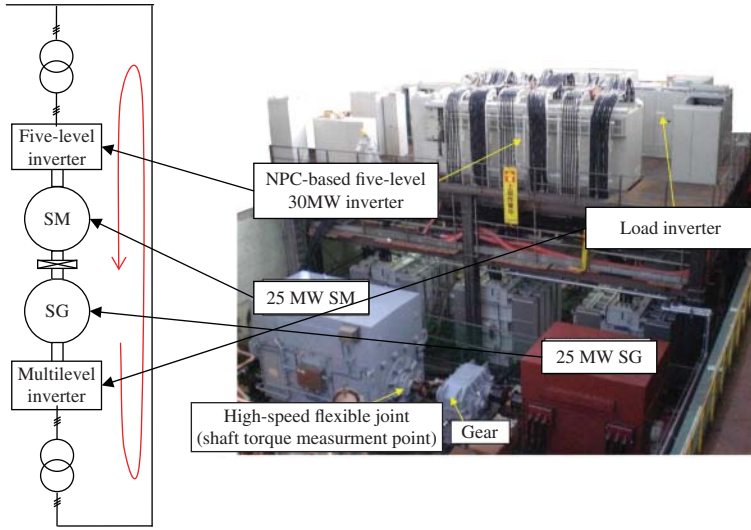 Five-level
inverter
SM
SG
Multilevel
inverter
NPC-based five-level
30MW inverter
Load inverter
25 MW SM
25 MW SG
High-speed flexible joint
(shaft torque measurment point)
Gear